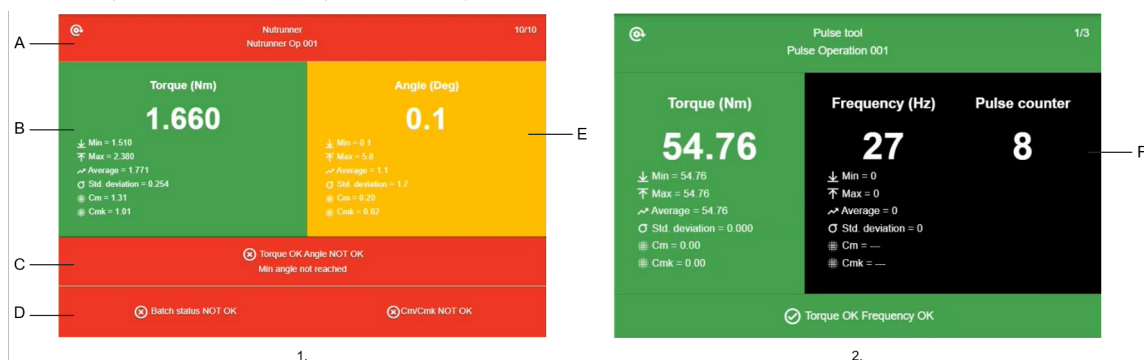 A
Nutrunner
10/10
Nutrunner Op 001
B
Torque (Nm)
1.660
Min = 1.510
Max = 2.380
Average = 1.771
Std. deviation = 0.254
Cm = 1.31
Cmk = 1.01
Angle (Deg)
0.1
Min = 0.1
Max = 5.8
Average = 1.1
Std. deviation = 1.7
Cm = 0.20
Cmk = 0.02
E
C
Torque OK Angle NOT OK
Min angle not reached
D
Batch status NOT OK
Cm/Cmk NOT OK
1.
Pulse tool
1/3
Pulse Operation 001
Torque (Nm)
54.76
Min = 54.76
Max = 54.76
Average = 54.76
Std. deviation = 0.000
Cm = 0.00
Cmk = 0.00
Frequency (Hz)
27
Min = 0
Max = 0
Average = 0
Std. deviation = 0
Cm = ---
Cmk = ---
Pulse counter
8
Torque OK Frequency OK
2.